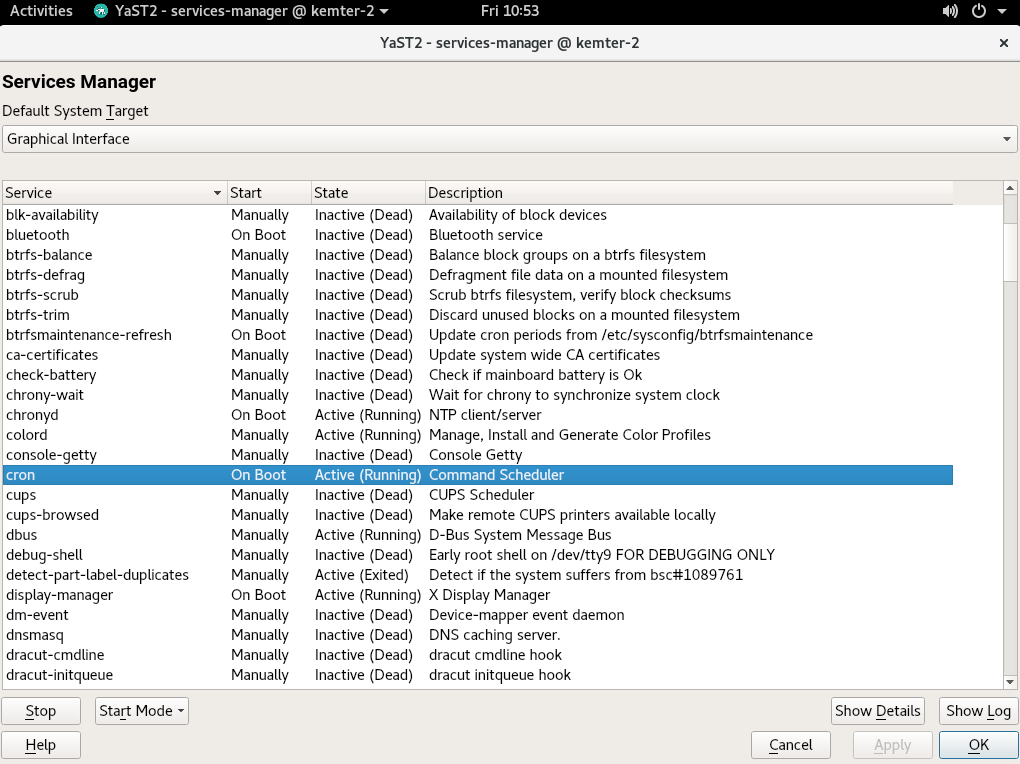 Activities YaST2 - services-manager @ kemter-2 Fri 10:53
YaST2 - services-manager @ kemter-2 ×
Services Manager
Default System Target
Graphical Interface
Service Start State Description
blk-availability Manually Inactive (Dead) Availability of block devices
bluetooth On Boot Inactive (Dead) Bluetooth service
btrfs-balance Manually Inactive (Dead) Balance block groups on a btrfs filesystem
btrfs-defrag Manually Inactive (Dead) Defragment file data on a mounted filesystem
btrfs-scrub Manually Inactive (Dead) Scrub btrfs filesystem, verify block checksums
btrfs-trim Manually Inactive (Dead) Discard unused blocks on a mounted filesystem
btrfsmaintenance-refresh On Boot Inactive (Dead) Update cron periods from /etc/sysconfig/btrfsmaintenance
ca-certificates Manually Inactive (Dead) Update system wide CA certificates
check-battery Manually Inactive (Dead) Check if mainboard battery is Ok
chrony-wait Manually Inactive (Dead) Wait for chrony to synchronize system clock
chronyd On Boot Active (Running) NTP client/server
colord Manually Active (Running) Manage, Install and Generate Color Profiles
console-getty Manually Inactive (Dead) Console Getty
cron On Boot Active (Running) Command Scheduler
cups Manually Inactive (Dead) CUPS Scheduler
cups-browsed Manually Inactive (Dead) Make remote CUPS printers available locally
dbus Manually Active (Running) D-Bus System Message Bus
debug-shell Manually Inactive (Dead) Early root shell on /dev/tty9 FOR DEBUGGING ONLY
detect-part-label-duplicates Manually Active (Exited) Detect if the system suffers from bsc#1089761
display-manager On Boot Active (Running) X Display Manager
dm-event Manually Inactive (Dead) Device-mapper event daemon
dnsmasq Manually Inactive (Dead) DNS caching server.
dracut-cmdline Manually Inactive (Dead) dracut cmdline hook
dracut-initqueue Manually Inactive (Dead) dracut initqueue hook
Stop Start Mode Show Details Show Log
Help Cancel Apply OK